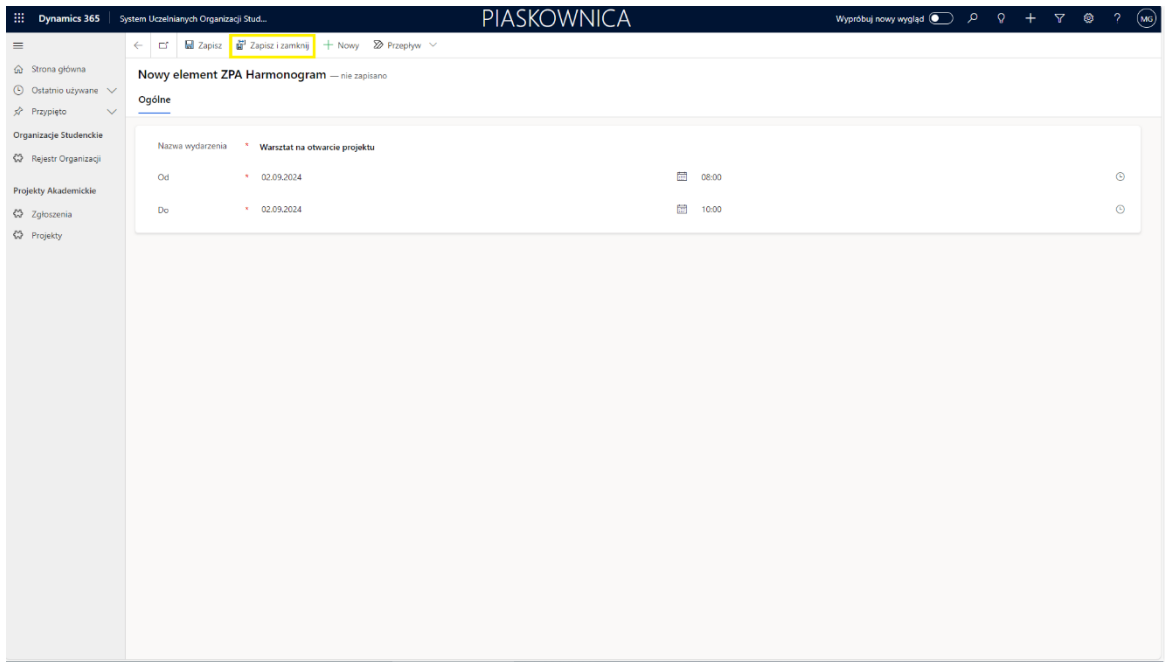 Dynamics 365 System Uczelnianych Organizacji Stud... PIASKOWNICA Wypróbuj nowy wygląd MG
Zapisz Zapisz i zamknij Nowy Przepływ
Strona główna
Ostatnio używane
Przypięto
Organizacje Studenckie
Rejestr Organizacji
Projekty Akademickie
Zgłoszenia
Projekty
Nowy element ZPA Harmonogram — nie zapisano
Ogólne
Nazwa wydarzenia * Warsztat na otwarcie projektu
Od * 02.09.2024 08:00
Do * 02.09.2024 10:00